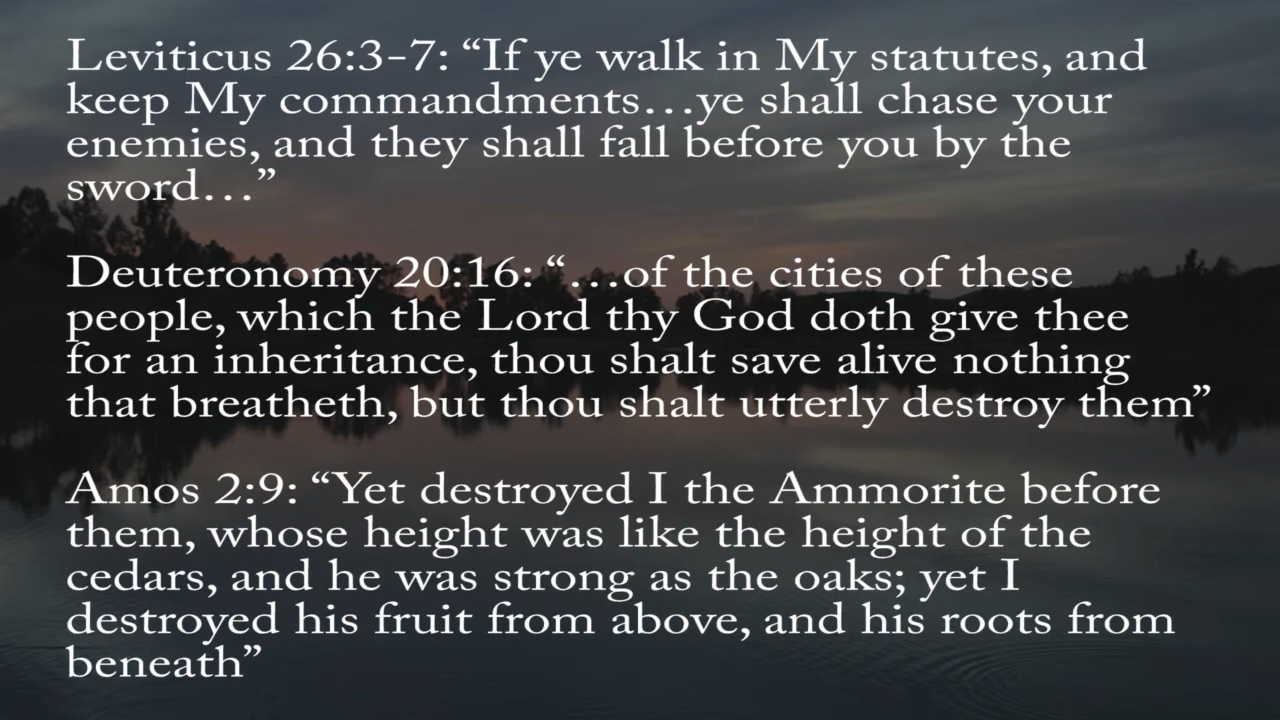 Leviticus 26:3-7: “If ye walk in My statutes, and
keep My commandments…ye shall chase your
enemies, and they shall fall before you by the
sword…”
Deuteronomy 20:16: “…of the cities of these
people, which the Lord thy God doth give thee
for an inheritance, thou shalt save alive nothing
that breatheth, but thou shalt utterly destroy them”
Amos 2:9: “Yet destroyed I the Ammorite before
them, whose height was like the height of the
cedars, and he was strong as the oaks; yet I
destroyed his fruit from above, and his roots from
beneath”